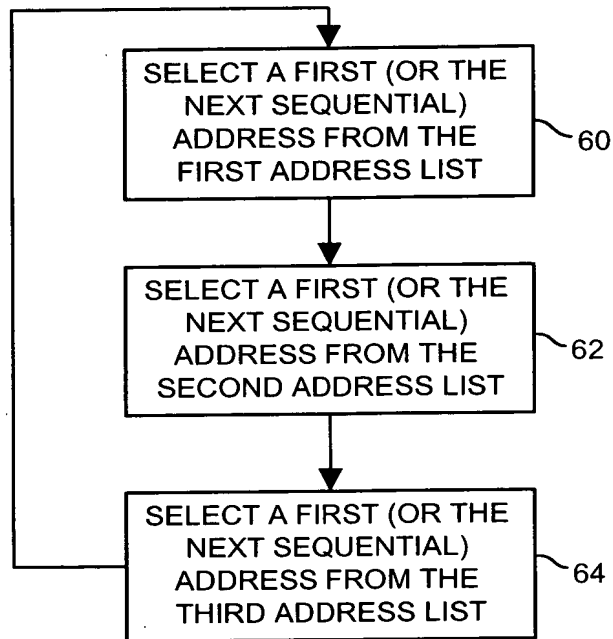 SELECT A FIRST (OR THE
NEXT SEQUENTIAL)
ADDRESS FROM THE
FIRST ADDRESS LIST
60
SELECT A FIRST (OR THE
NEXT SEQUENTIAL)
ADDRESS FROM THE
SECOND ADDRESS LIST
62
SELECT A FIRST (OR THE
NEXT SEQUENTIAL)
ADDRESS FROM THE
THIRD ADDRESS LIST
64